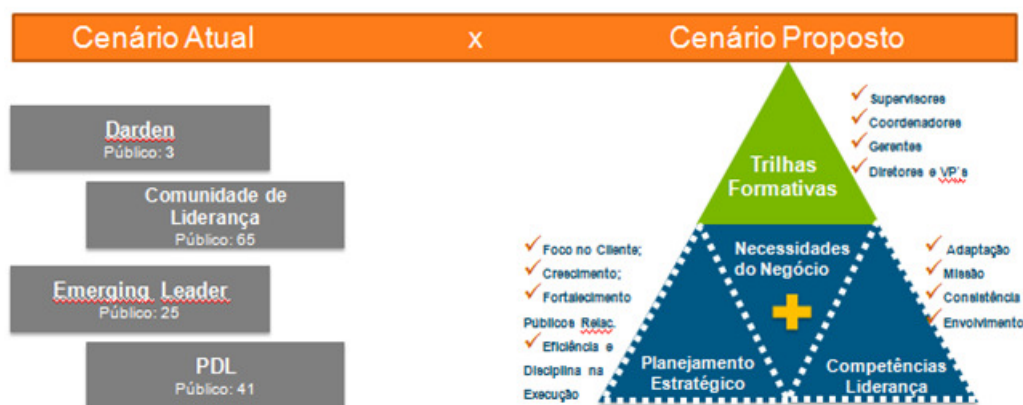 Cenário Atual x Cenário Proposto
Darden
Público: 3
Comunidade de
Liderança
Público: 65
Emerging Leader
Público: 25
PDL
Público: 41
Trilhas
Formativas
Supervisores
Coordenadores
Gerentes
Diretores e VP's
Necessidades
do Negócio
Foco no Cliente;
Crescimento;
Fortalecimento
Públicos Relac.
Eficiência e
Disciplina na
Execução
Planejamento
Estratégico
Competências
Liderança
Adaptação
Missão
Consistência
Envolvimento